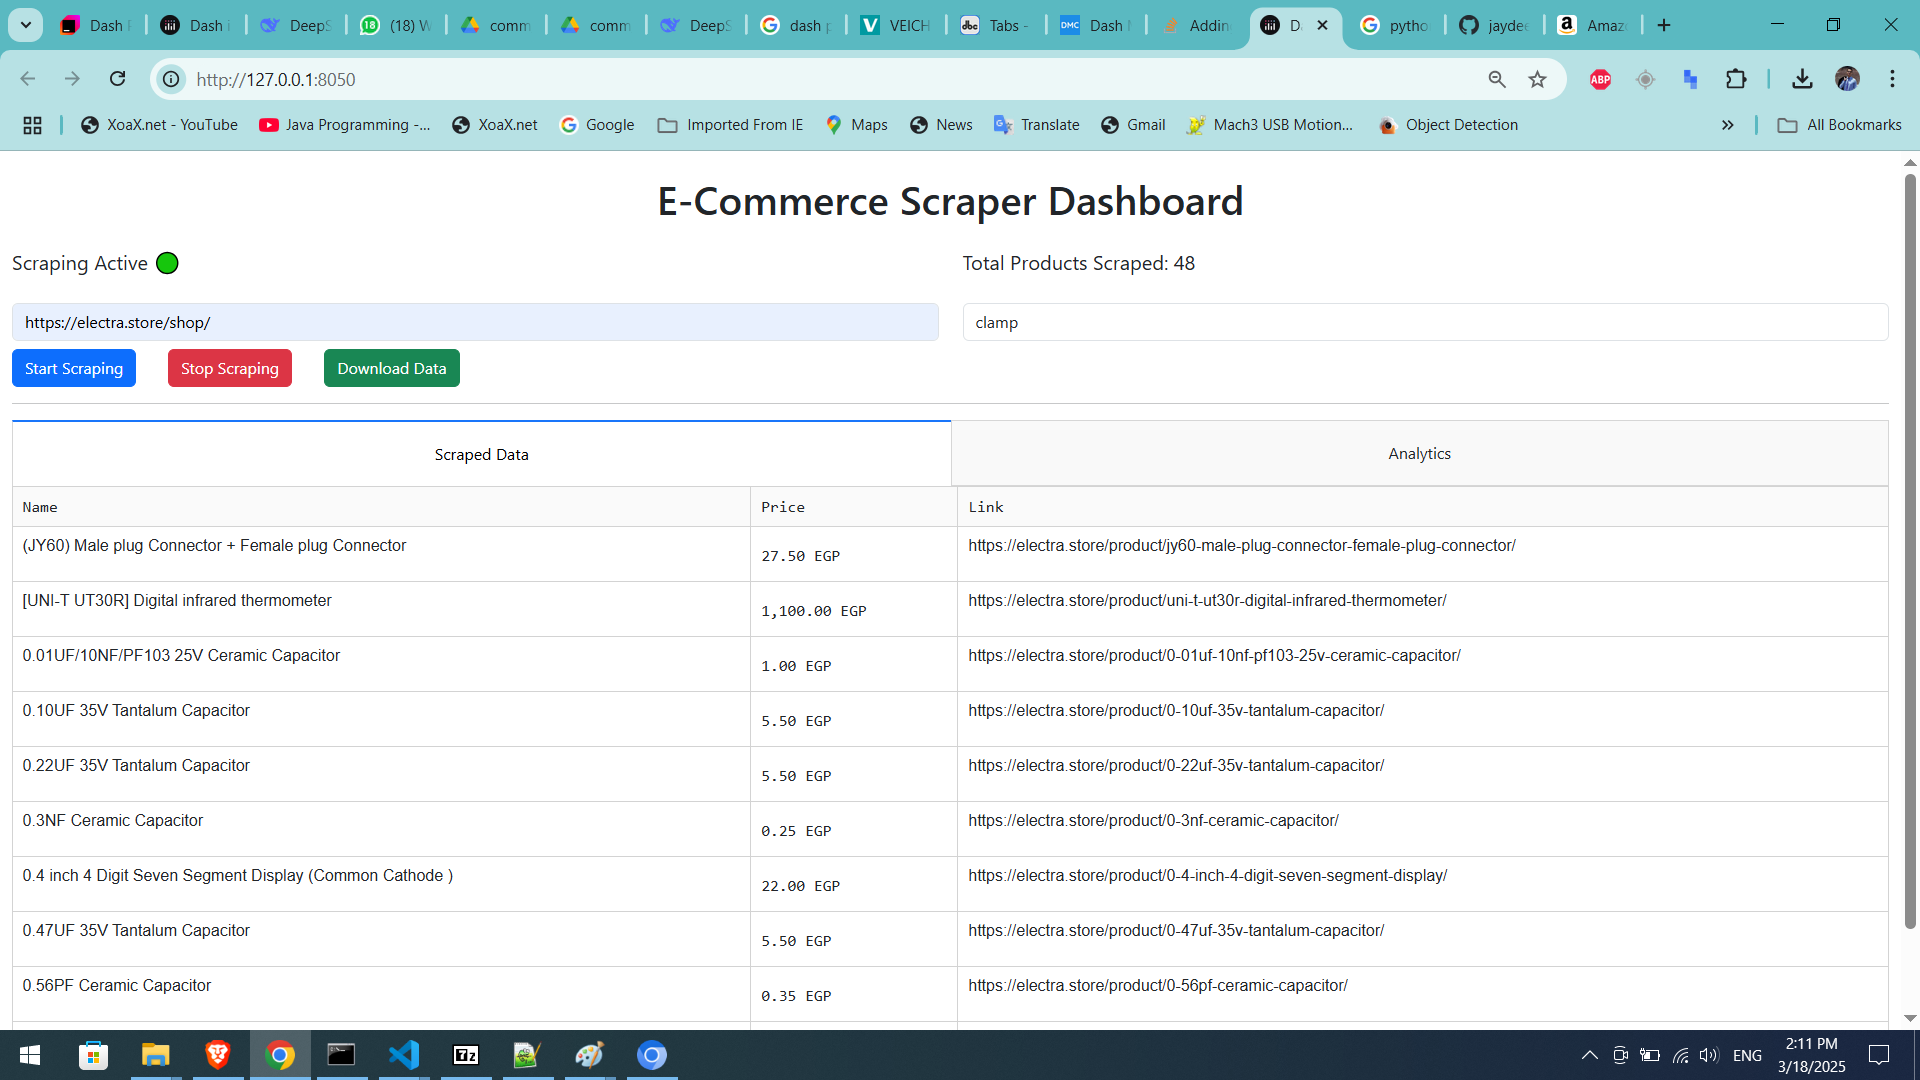 Dash
Dash i
DeepS
(18) W
comm
comm
DeepS
dash p
VEICH
Tabs -
Dash
Addin
D
pytho
jaydee
Amaz
http://127.0.0.1:8050
XoaX.net - YouTube
Java Programming -...
XoaX.net
Google
Imported From IE
Maps
News
Translate
Gmail
Mach3 USB Motion...
Object Detection
All Bookmarks
E-Commerce Scraper Dashboard
Scraping Active
Total Products Scraped: 48
https://electra.store/shop/
clamp
Start Scraping
Stop Scraping
Download Data
Scraped Data
Analytics
Name Price Link
(JY60) Male plug Connector + Female plug Connector 27.50 EGP https://electra.store/product/jy60-male-plug-connector-female-plug-connector/
[UNI-T UT30R] Digital infrared thermometer 1,100.00 EGP https://electra.store/product/uni-t-ut30r-digital-infrared-thermometer/
0.01UF/10NF/PF103 25V Ceramic Capacitor 1.00 EGP https://electra.store/product/0-01uf-10nf-pf103-25v-ceramic-capacitor/
0.10UF 35V Tantalum Capacitor 5.50 EGP https://electra.store/product/0-10uf-35v-tantalum-capacitor/
0.22UF 35V Tantalum Capacitor 5.50 EGP https://electra.store/product/0-22uf-35v-tantalum-capacitor/
0.3NF Ceramic Capacitor 0.25 EGP https://electra.store/product/0-3nf-ceramic-capacitor/
0.4 inch 4 Digit Seven Segment Display (Common Cathode ) 22.00 EGP https://electra.store/product/0-4-inch-4-digit-seven-segment-display/
0.47UF 35V Tantalum Capacitor 5.50 EGP https://electra.store/product/0-47uf-35v-tantalum-capacitor/
0.56PF Ceramic Capacitor 0.35 EGP https://electra.store/product/0-56pf-ceramic-capacitor/
ENG
2:11 PM
3/18/2025